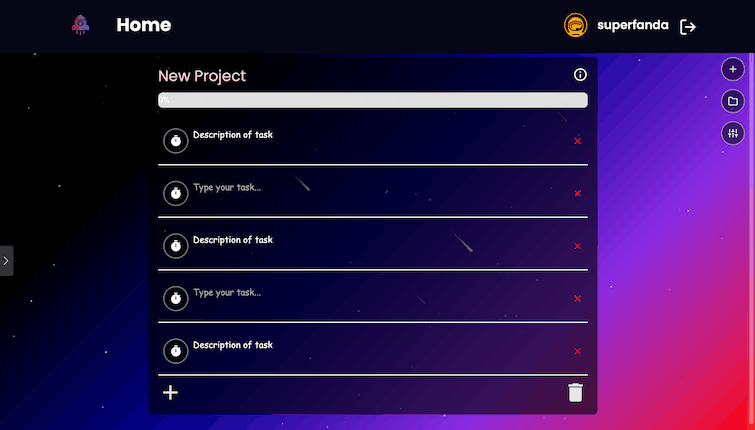 Home
superfanda
New Project
Description of task
Type your task...
Description of task
Type your task...
Description of task